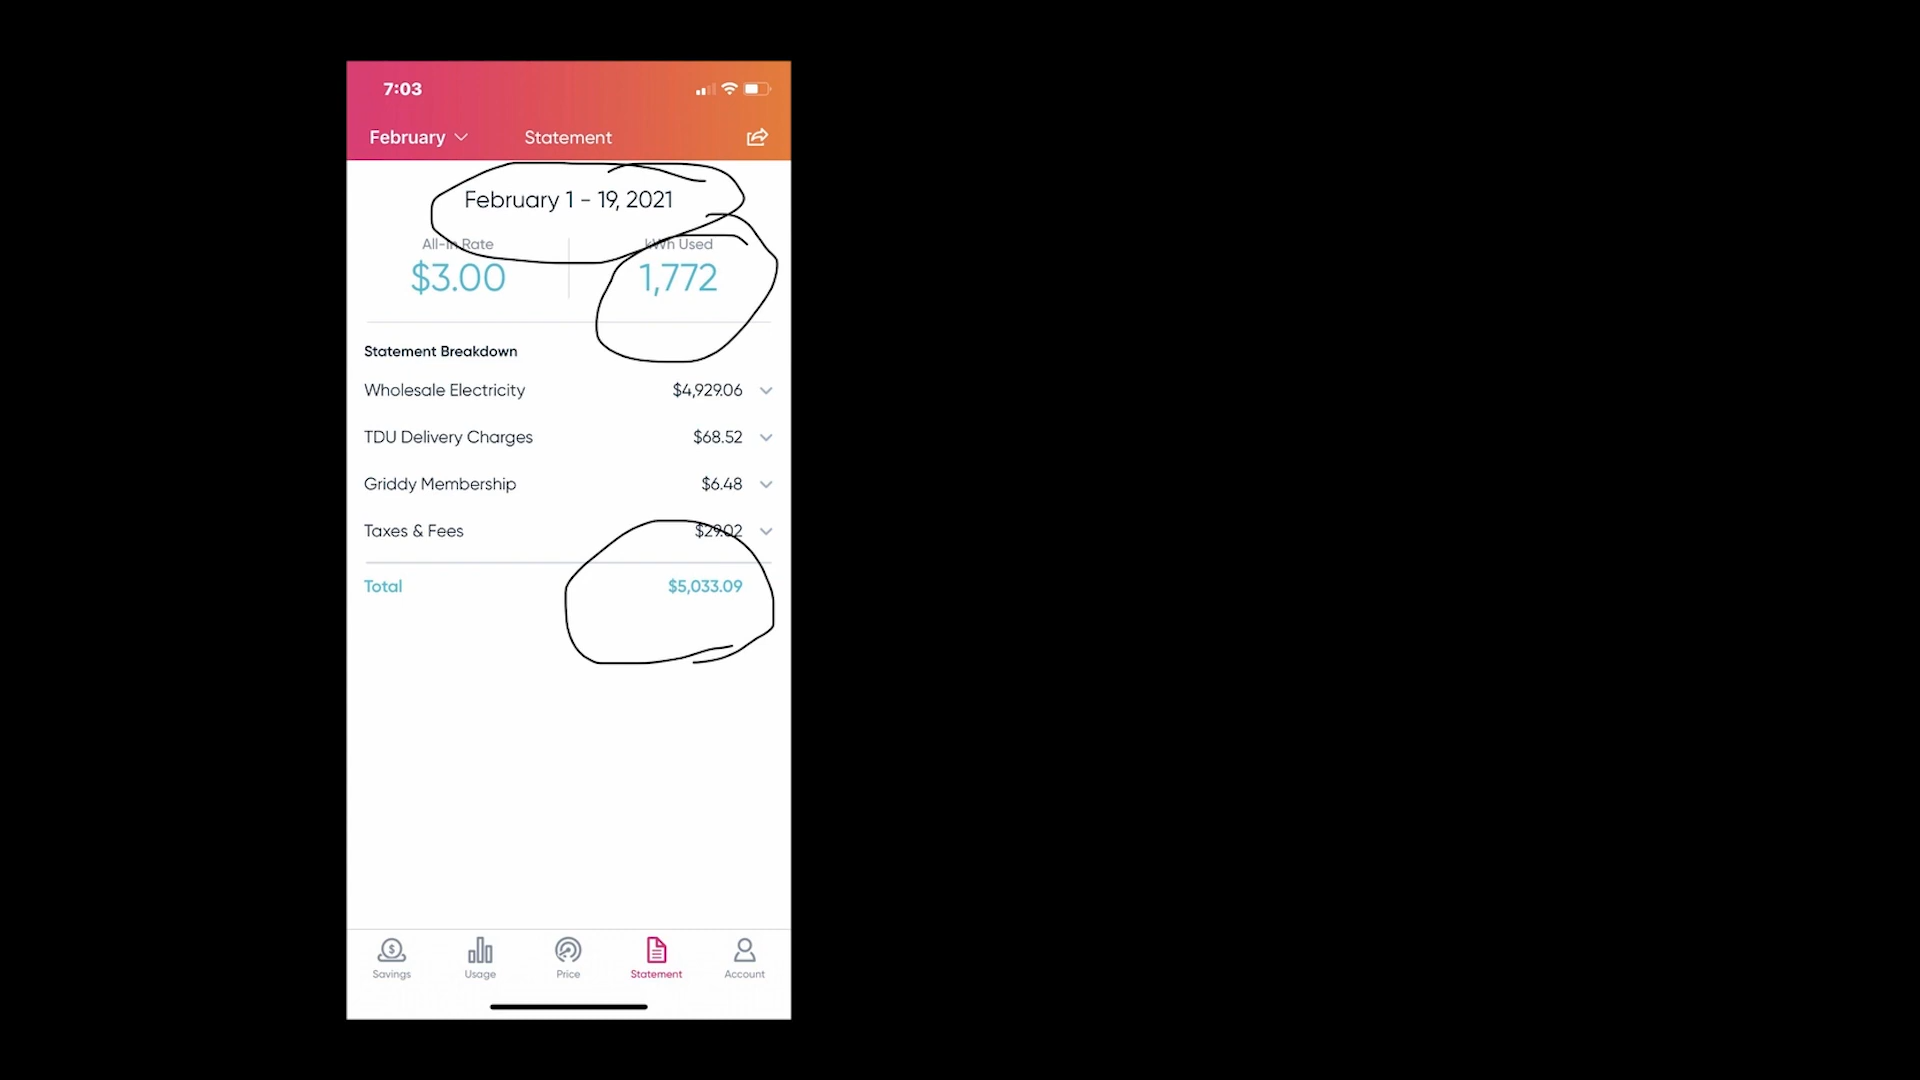 7:03
February Statement
February 1 - 19, 2021
All-in Rate kWh Used
$3.00 1,772
Statement Breakdown
Wholesale Electricity $4,929.06
TDU Delivery Charges $68.52
Griddy Membership $6.48
Taxes & Fees $29.02
Total $5,033.09
Savings Usage Price Statement Account